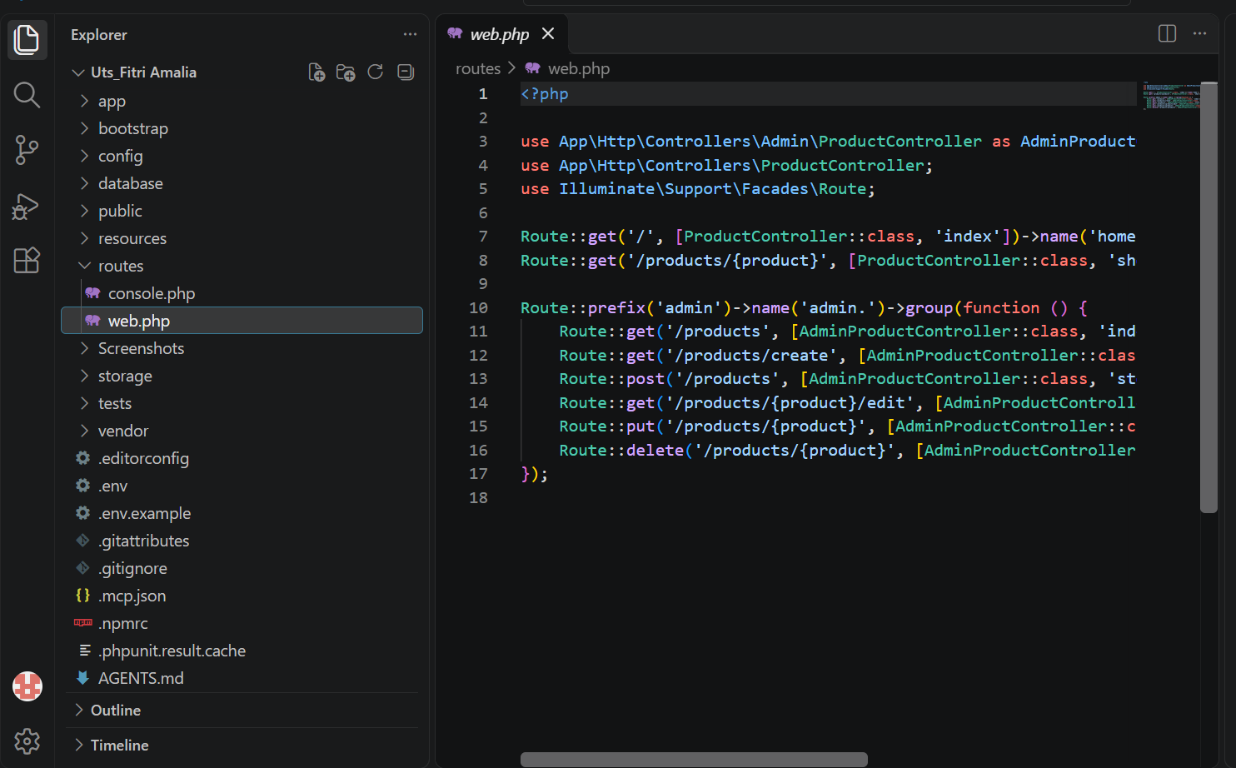 Explorer
Uts_Fitri Amalia
app
bootstrap
config
database
public
resources
routes
console.php
web.php
Screenshots
storage
tests
vendor
.editorconfig
.env
.env.example
.gitattributes
.gitignore
.mcp.json
.npmrc
.phpunit.result.cache
AGENTS.md
Outline
Timeline
web.php
routes > web.php
1 <?php
2
3 use App\Http\Controllers\Admin\ProductController as AdminProduct
4 use App\Http\Controllers\ProductController;
5 use Illuminate\Support\Facades\Route;
6
7 Route::get('/', [ProductController::class, 'index'])->name('home
8 Route::get('/products/{product}', [ProductController::class, 'sh
9
10 Route::prefix('admin')->name('admin.')->group(function () {
11 Route::get('/products', [AdminProductController::class, 'ind
12 Route::get('/products/create', [AdminProductController::clas
13 Route::post('/products', [AdminProductController::class, 'st
14 Route::get('/products/{product}/edit', [AdminProductControll
15 Route::put('/products/{product}', [AdminProductController::c
16 Route::delete('/products/{product}', [AdminProductController
17 });
18